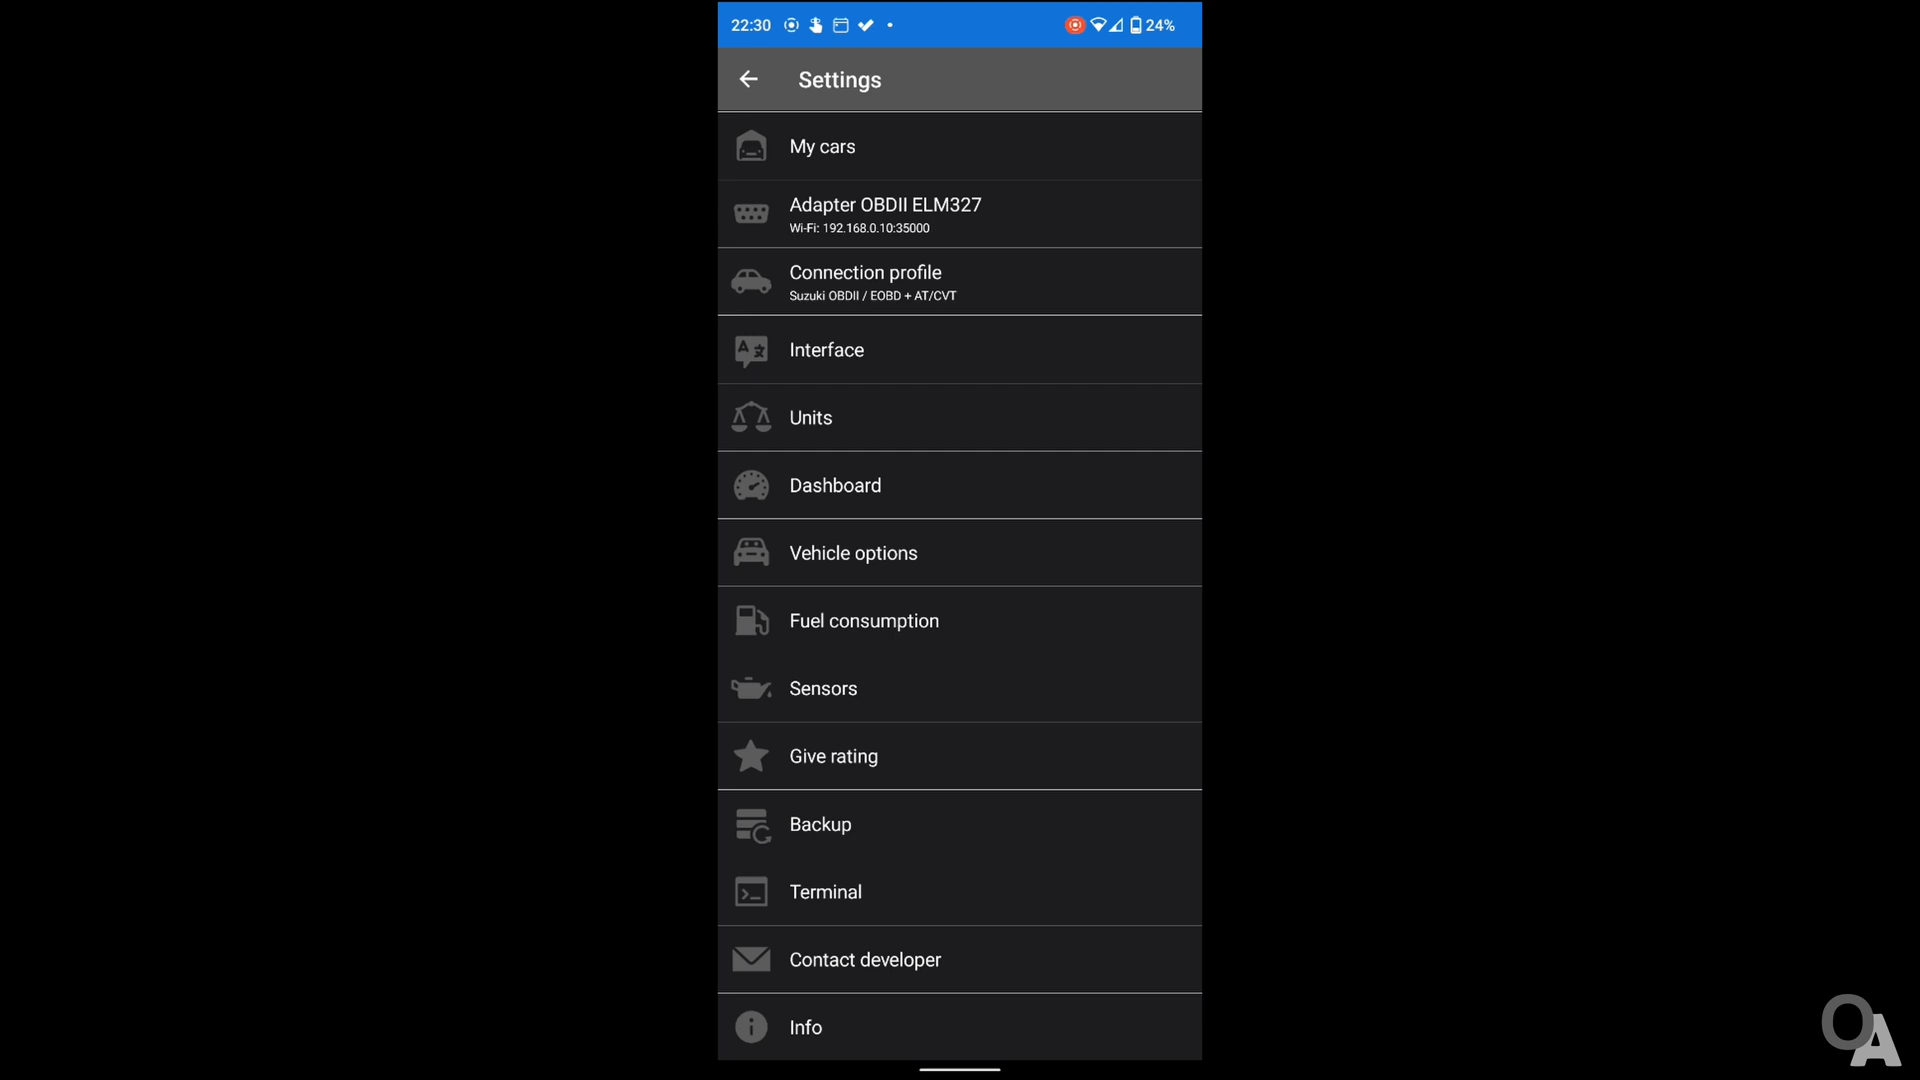 22:30
24%
Settings
My cars
Adapter OBDII ELM327
Wi-Fi: 192.168.0.10:35000
Connection profile
Suzuki OBDII / EOBD + AT/CVT
Interface
Units
Dashboard
Vehicle options
Fuel consumption
Sensors
Give rating
Backup
Terminal
Contact developer
Info
OA